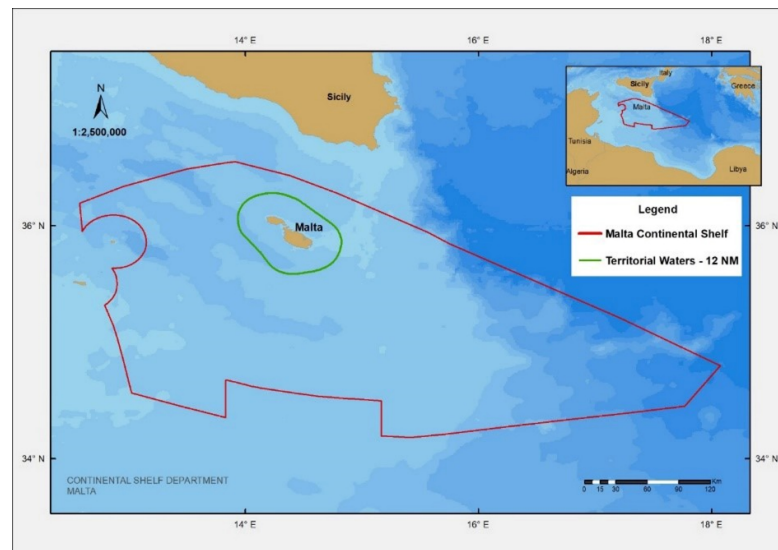 14° E
16° E
18° E
N
1:2,500,000
Sicily
Italy
Greece
Sicily
Malta
Tunisia
Algeria
Libya
36° N
36° N
Malta
Legend
Malta Continental Shelf
Territorial Waters - 12 NM
34° N
34° N
CONTINENTAL SHELF DEPARTMENT
MALTA
Km
0 15 30 60 90 120
14° E
16° E
18° E